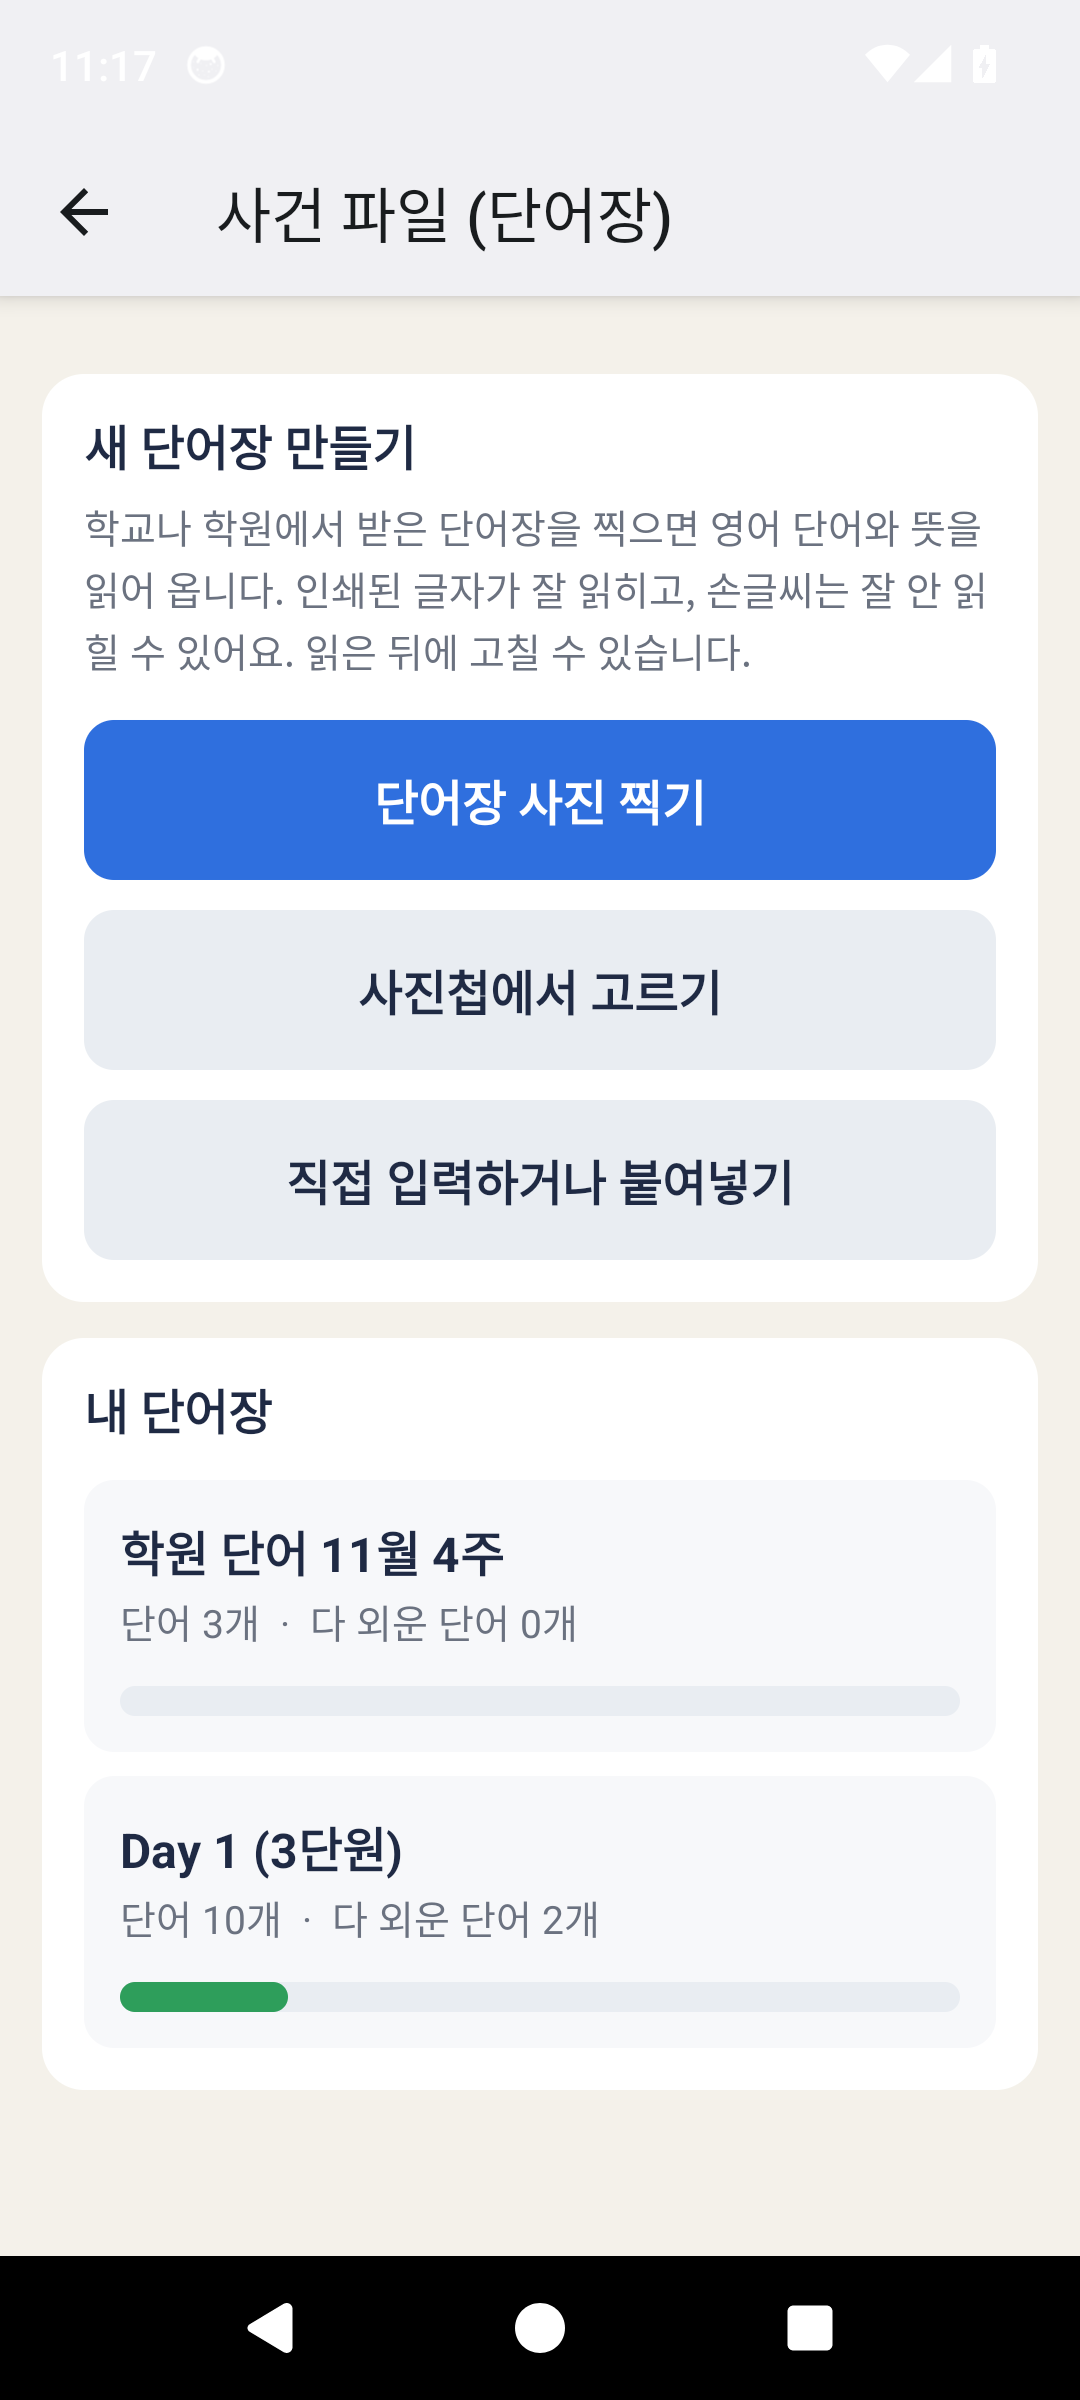 11:17
사건 파일 (단어장)
새 단어장 만들기
학교나 학원에서 받은 단어장을 찍으면 영어 단어와 뜻을
읽어 옵니다. 인쇄된 글자가 잘 읽히고, 손글씨는 잘 안 읽
힐 수 있어요. 읽은 뒤에 고칠 수 있습니다.
단어장 사진 찍기
사진첩에서 고르기
직접 입력하거나 붙여넣기
내 단어장
학원 단어 11월 4주
단어 3개 · 다 외운 단어 0개
Day 1 (3단원)
단어 10개 · 다 외운 단어 2개